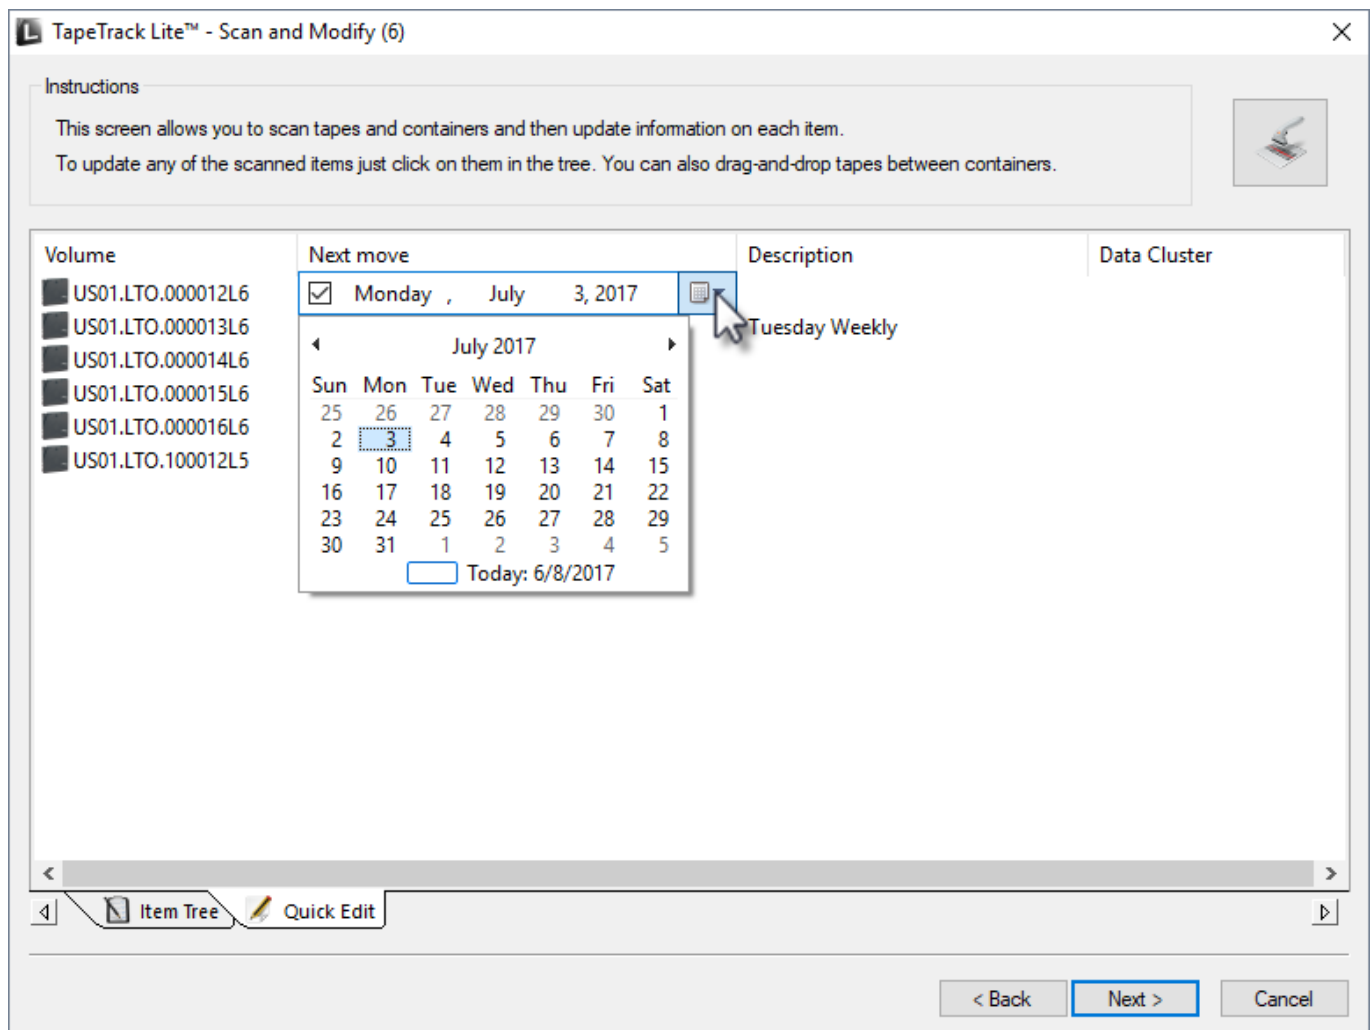 L TapeTrack Lite™ - Scan and Modify (6)
Instructions
This screen allows you to scan tapes and containers and then update information on each item.
To update any of the scanned items just click on them in the tree. You can also drag-and-drop tapes between containers.
Volume Next move Description Data Cluster
US01.LTO.000012L6 Monday , July 3, 2017
US01.LTO.000013L6 Tuesday Weekly
US01.LTO.000014L6
US01.LTO.000015L6
US01.LTO.000016L6
US01.LTO.100012L5
July 2017
Sun Mon Tue Wed Thu Fri Sat
25 26 27 28 29 30 1
2 3 4 5 6 7 8
9 10 11 12 13 14 15
16 17 18 19 20 21 22
23 24 25 26 27 28 29
30 31 1 2 3 4 5
Today: 6/8/2017
Item Tree Quick Edit
< Back Next > Cancel